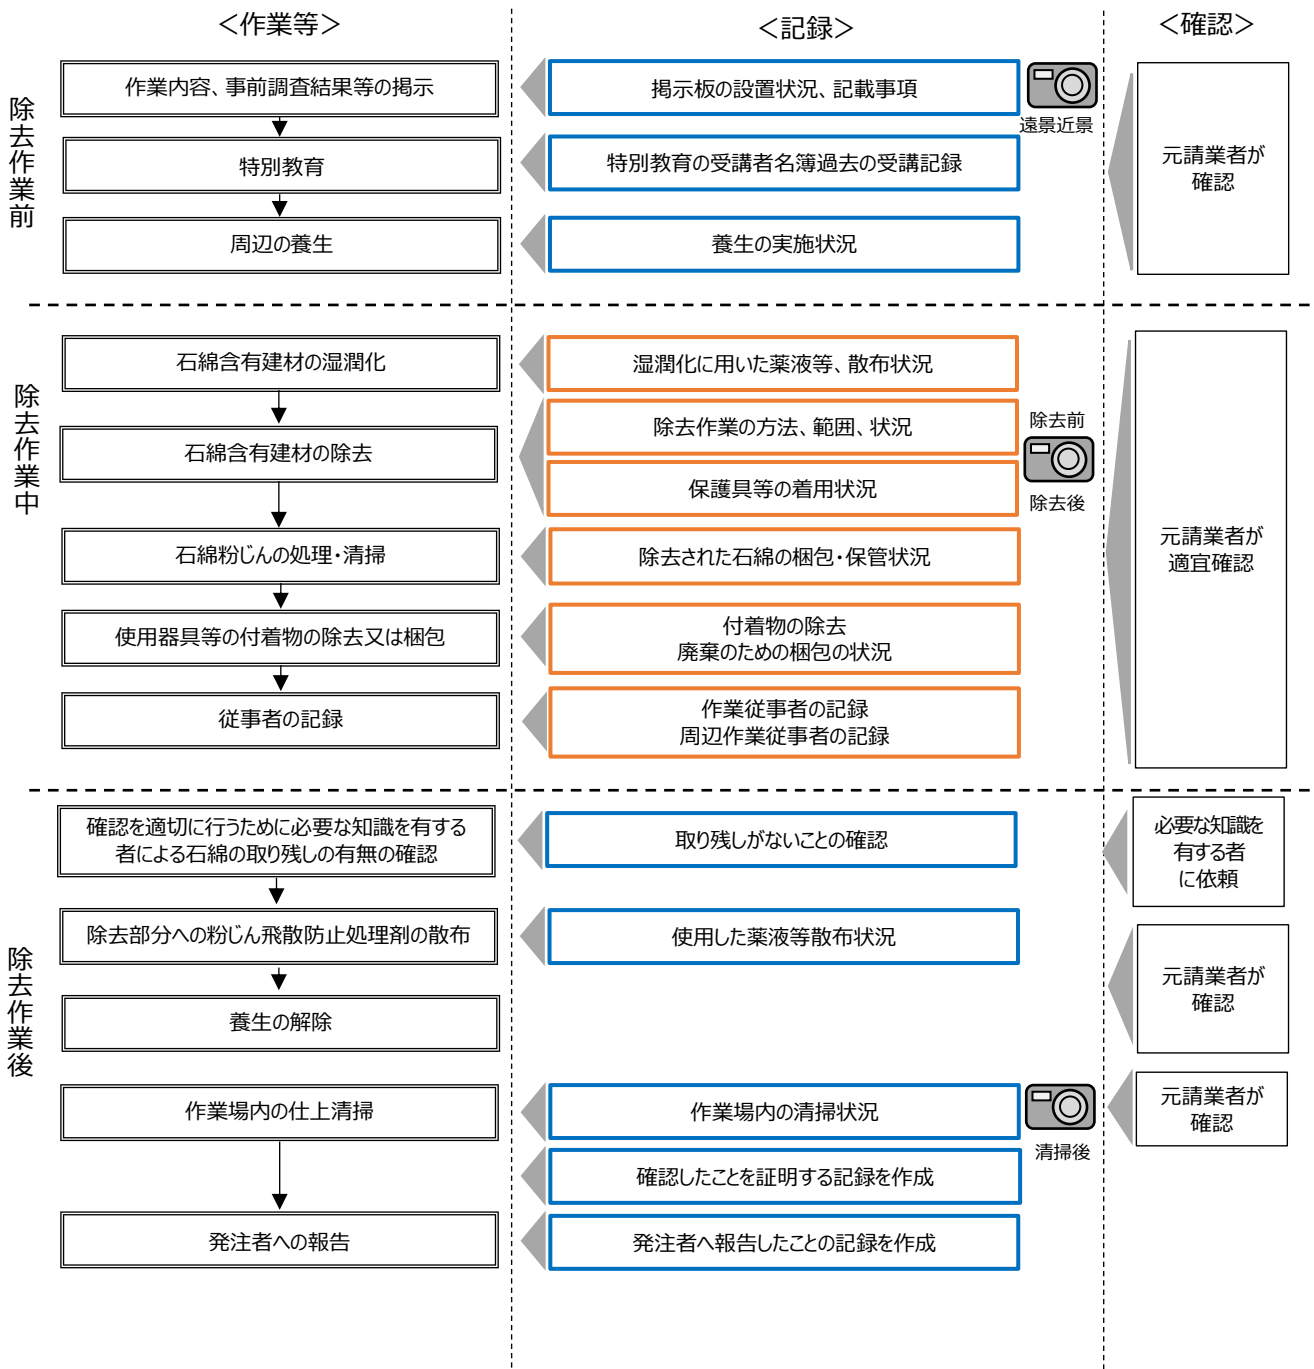 ＜作業等＞
＜記録＞
＜確認＞
除去作業前
作業内容、事前調査結果等の掲示
掲示板の設置状況、記載事項
遠景近景
特別教育
特別教育の受講者名簿過去の受講記録
周辺の養生
養生の実施状況
元請業者が
確認
除去作業中
石綿含有建材の湿潤化
湿潤化に用いた薬液等、散布状況
石綿含有建材の除去
除去作業の方法、範囲、状況
保護具等の着用状況
除去前
除去後
石綿粉じんの処理・清掃
除去された石綿の梱包・保管状況
使用器具等の付着物の除去又は梱包
付着物の除去
廃棄のための梱包の状況
従事者の記録
作業従事者の記録
周辺作業従事者の記録
元請業者が
適宜確認
除去作業後
確認を適切に行うために必要な知識を有する
者による石綿の取り残しの有無の確認
取り残しがないことの確認
必要な知識を
有する者
に依頼
除去部分への粉じん飛散防止処理剤の散布
使用した薬液等散布状況
養生の解除
元請業者が
確認
作業場内の仕上清掃
作業場内の清掃状況
清掃後
元請業者が
確認
確認したことを証明する記録を作成
発注者への報告
発注者へ報告したことの記録を作成